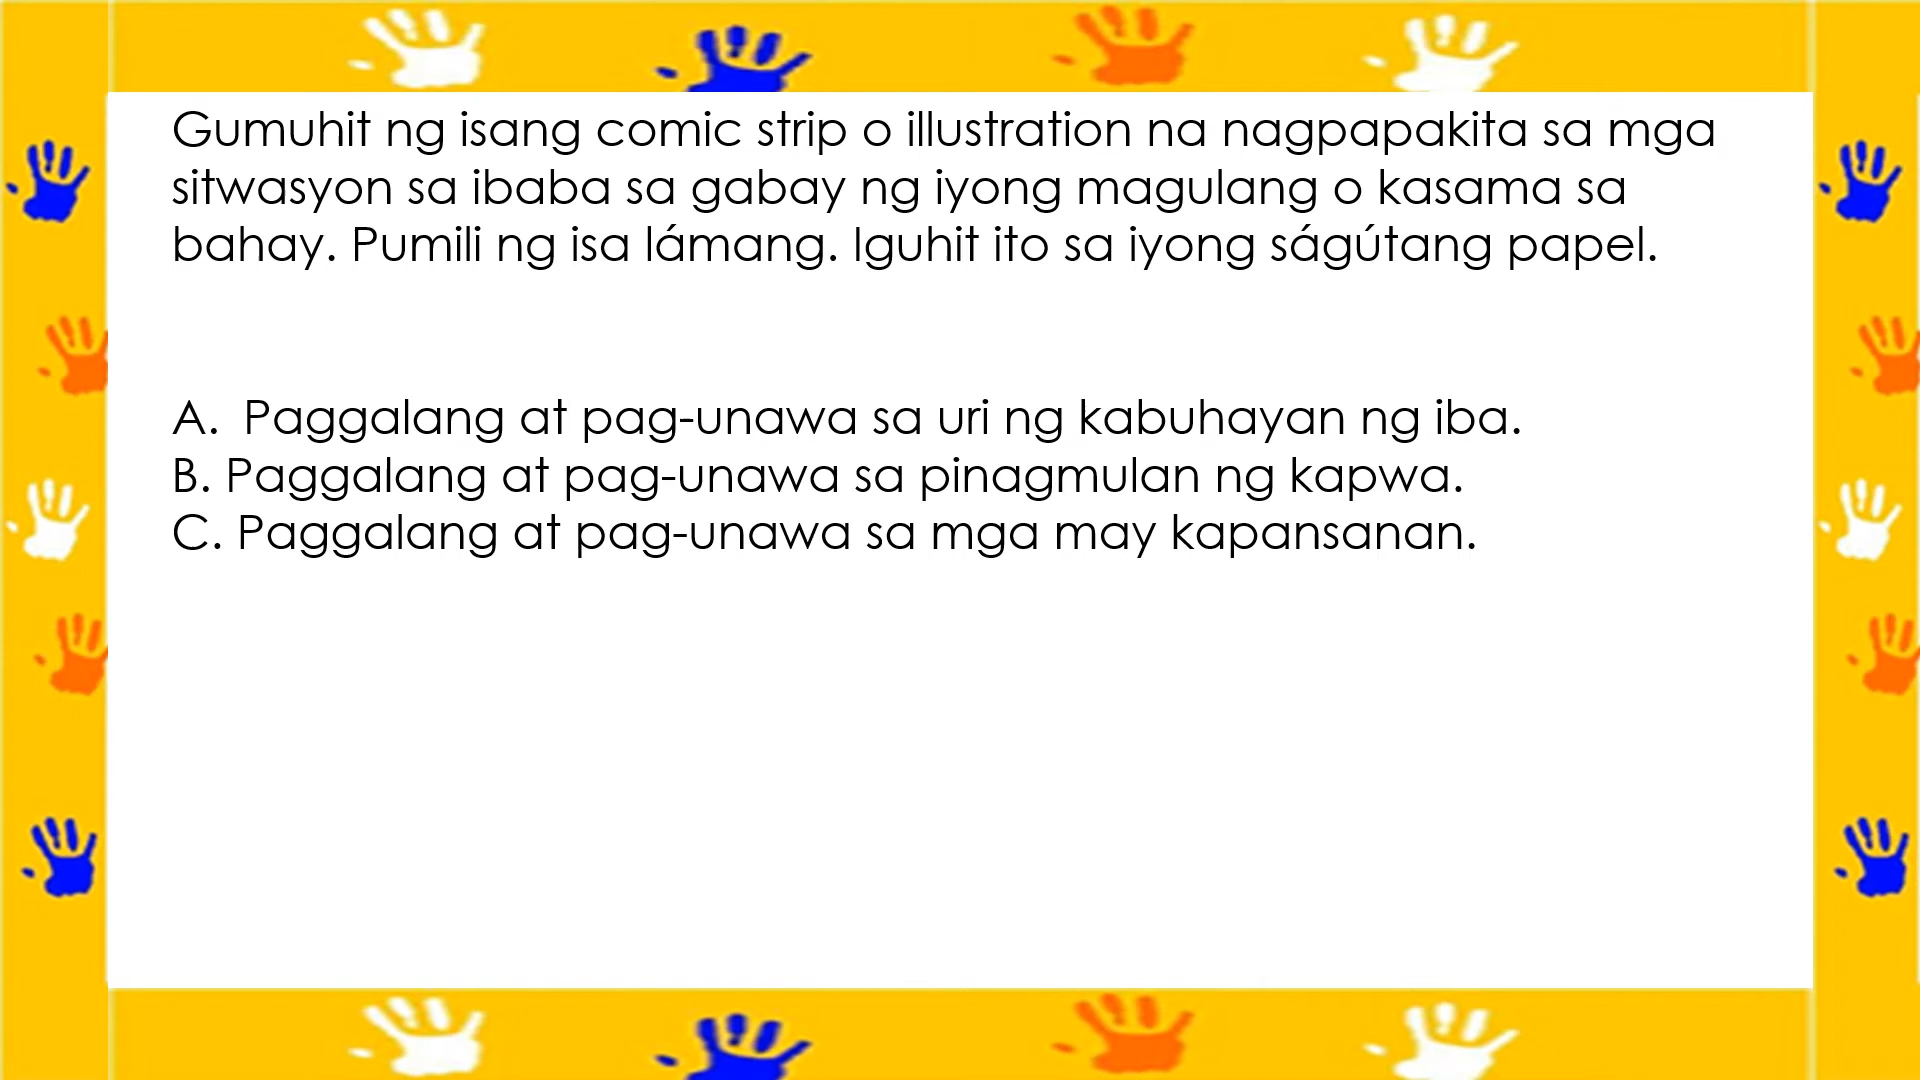 Gumuhit ng isang comic strip o illustration na nagpapakita sa mga
sitwasyon sa ibaba sa gabay ng iyong magulang o kasama sa
bahay. Pumili ng isa lámang. Iguhit ito sa iyong ságútang papel.
A. Paggalang at pag-unawa sa uri ng kabuhayan ng iba.
B. Paggalang at pag-unawa sa pinagmulan ng kapwa.
C. Paggalang at pag-unawa sa mga may kapansanan.